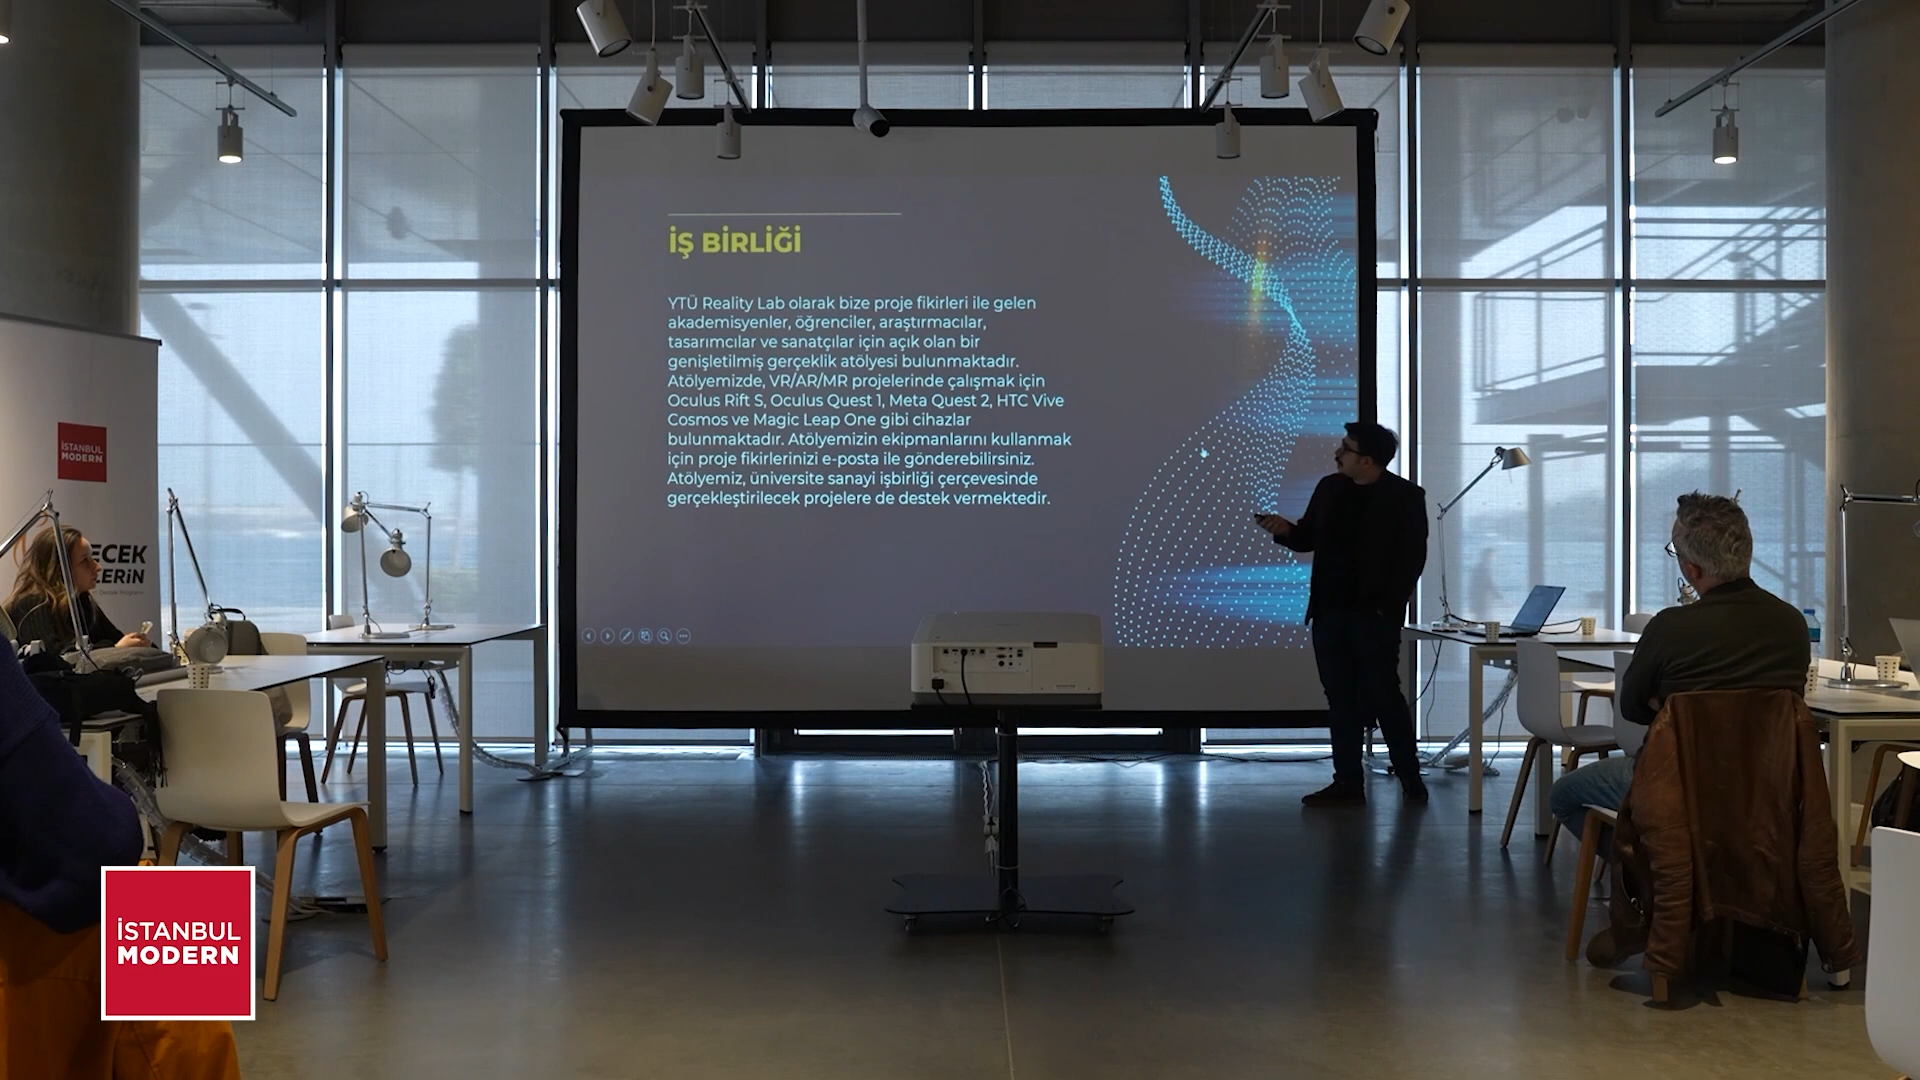 İŞ BİRLİĞİ
YTÜ Reality Lab olarak bize proje fikirleri ile gelen
akademisyenler, öğrenciler, araştırmacılar,
tasarımcılar ve sanatçılar için açık olan bir
genişletilmiş gerçeklik atölyesi bulunmaktadır.
Atölyemizde, VR/AR/MR projelerinde çalışmak için
Oculus Rift S, Oculus Quest 1, Meta Quest 2, HTC Vive
Cosmos ve Magic Leap One gibi cihazlar
bulunmaktadır. Atölyemizin ekipmanlarını kullanmak
için proje fikirlerinizi e-posta ile gönderebilirsiniz.
Atölyemiz, üniversite sanayi işbirliği çerçevesinde
gerçekleştirilecek projelere de destek vermektedir.
İSTANBUL
MODERN
ECEK
LERİN
İSTANBUL
MODERN